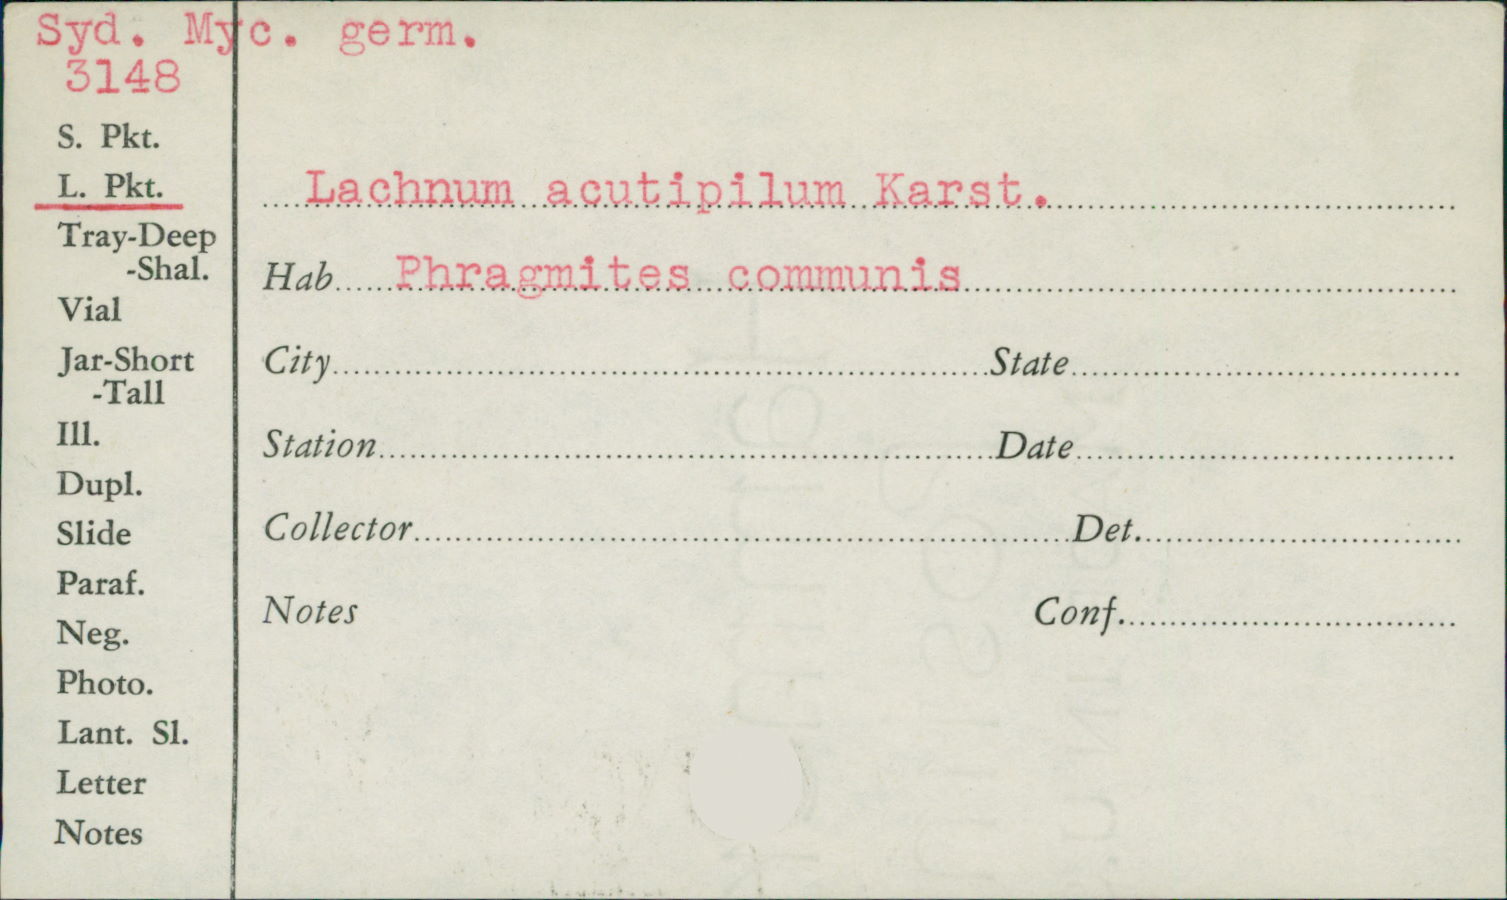 Syd. Myc. germ.
3148
S. Pkt.
L. Pkt.
Tray-Deep
-Shal.
Vial
Jar-Short
-Tall
Ill.
Dupl.
Slide
Paraf.
Neg.
Photo.
Lant. Sl.
Letter
Notes
Lachnum acutipilum Karst.
Hab Phragmites communis
City State
Station Date
Collector Det.
Notes Conf.